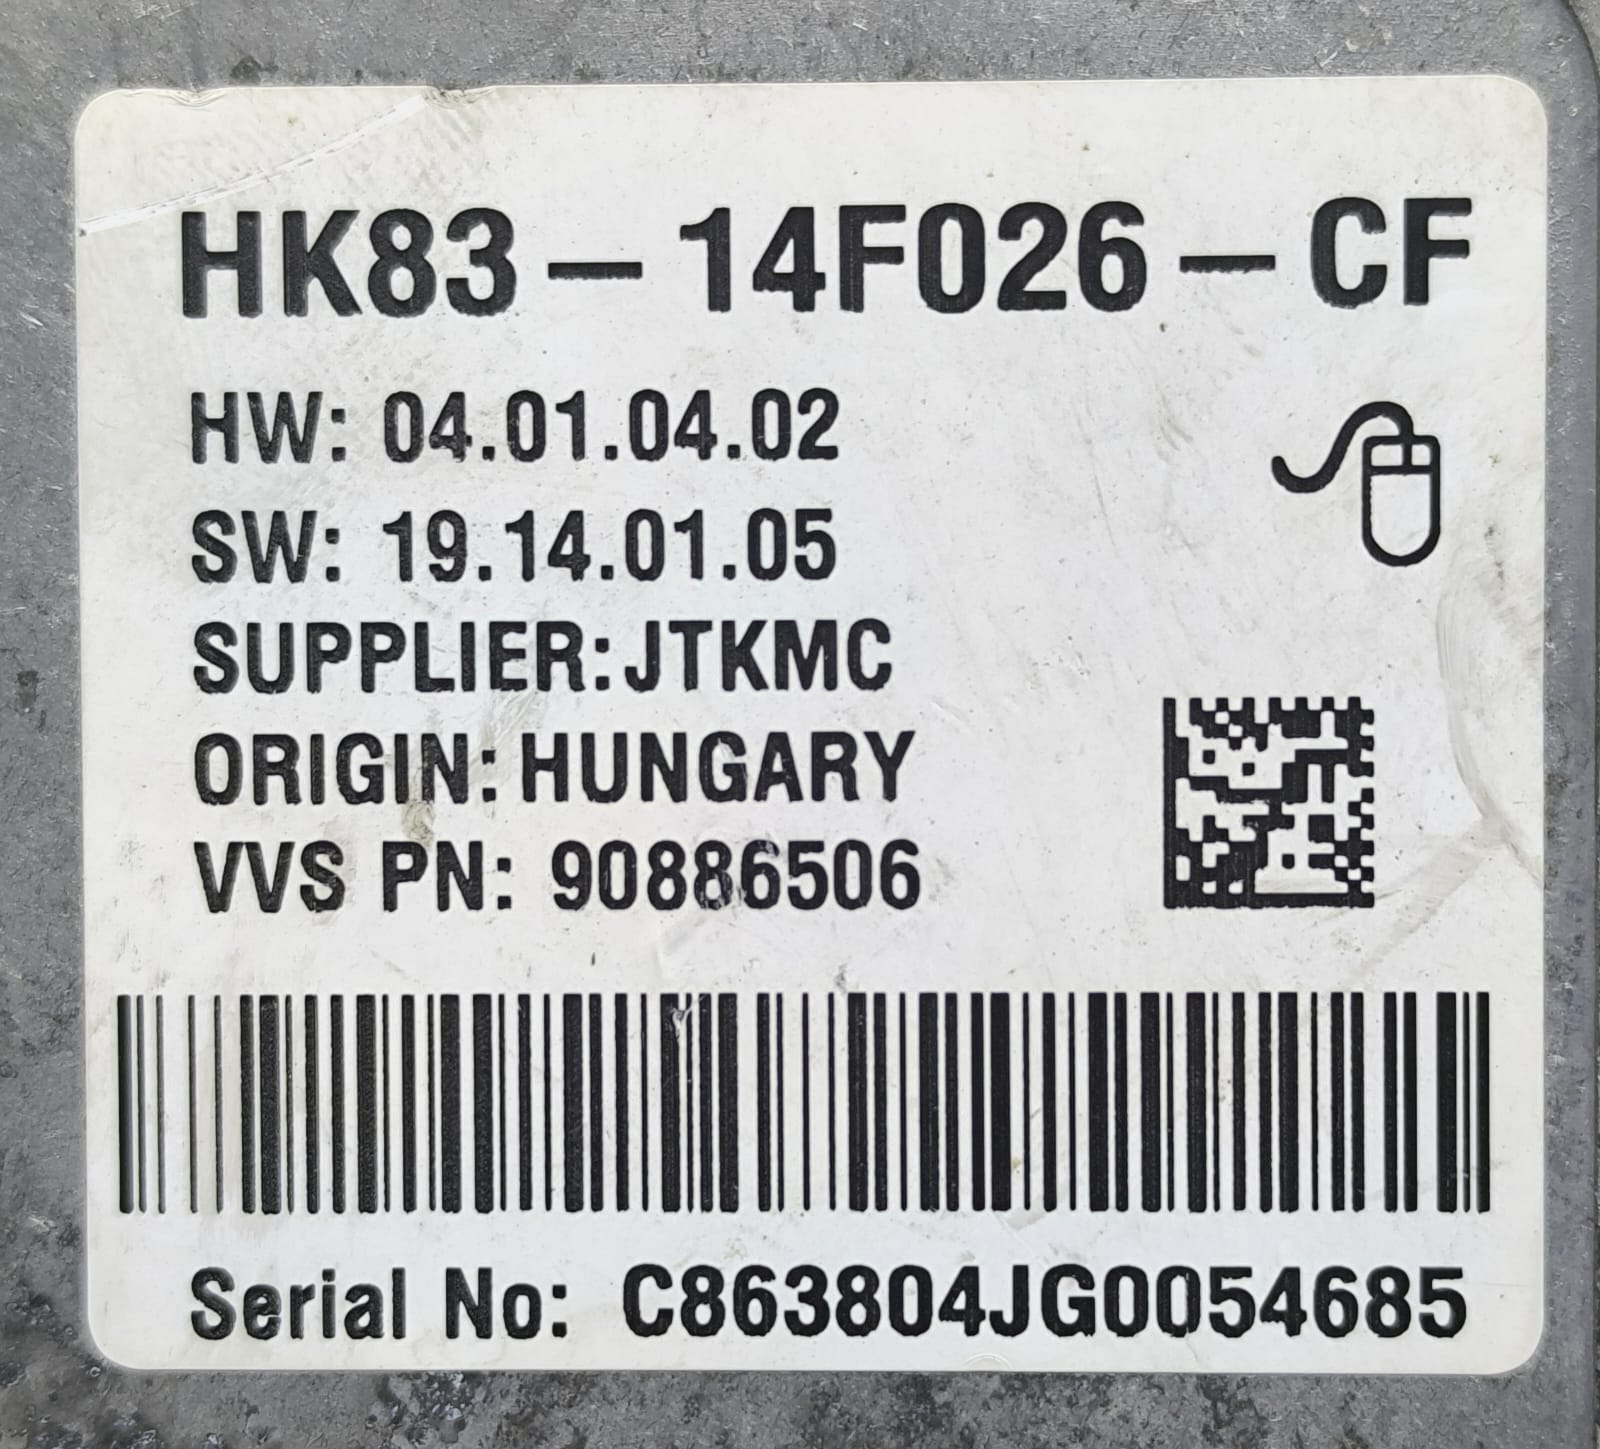 HK83-14F026-CF
HW: 04.01.04.02
SW: 19.14.01.05
SUPPLIER:JTKMC
ORIGIN:HUNGARY
VVS PN: 90886506
Serial No: C863804JG0054685